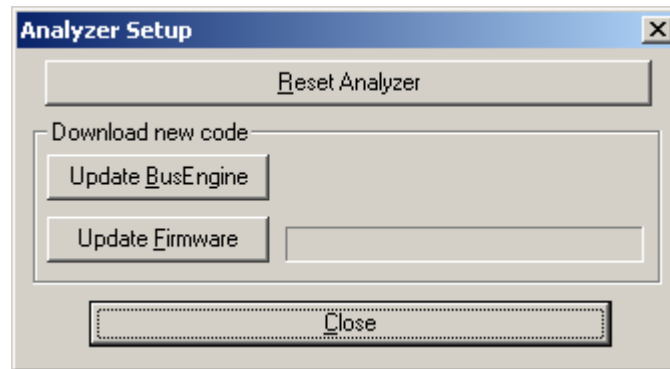 Analyzer Setup
Reset Analyzer
Download new code
Update BusEngine
Update Firmware
Close